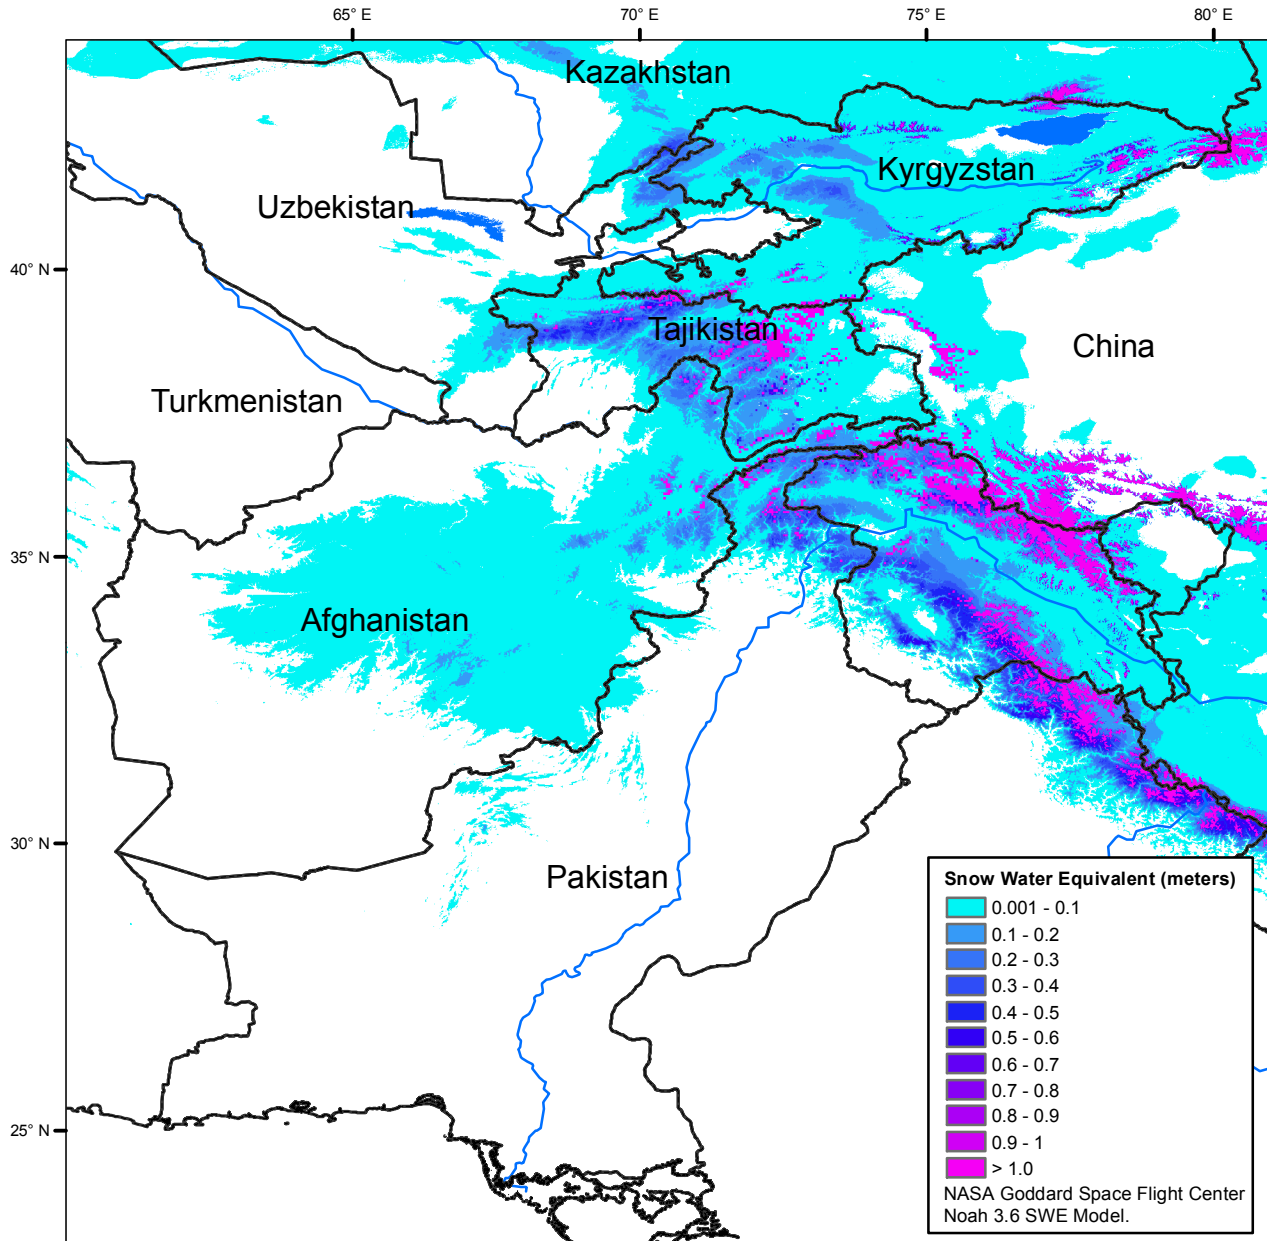 65° E
70° E
75° E
80° E
Kazakhstan
Kyrgyzstan
Uzbekistan
40° N
Tajikistan
China
Turkmenistan
35° N
Afghanistan
30° N
Pakistan
25° N
Snow Water Equivalent (meters)
0.001 - 0.1
0.1 - 0.2
0.2 - 0.3
0.3 - 0.4
0.4 - 0.5
0.5 - 0.6
0.6 - 0.7
0.7 - 0.8
0.8 - 0.9
0.9 - 1
> 1.0
NASA Goddard Space Flight Center
Noah 3.6 SWE Model.